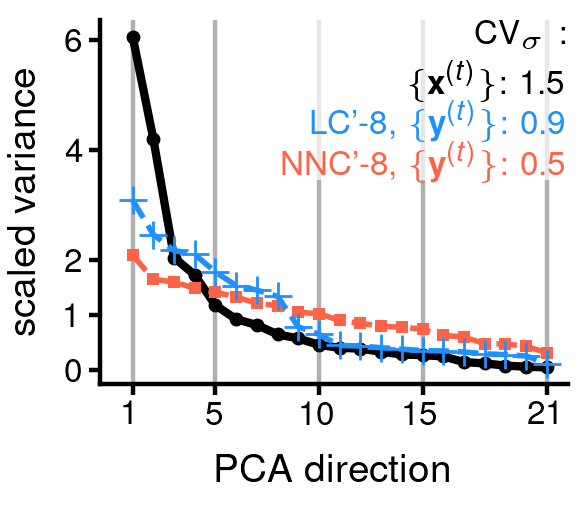 CV_σ :
{x^(t)}: 1.5
LC'-8, {y^(t)}: 0.9
NNC'-8, {y^(t)}: 0.5
scaled variance
6
4
2
1
0
1 5 10 15 21
PCA direction